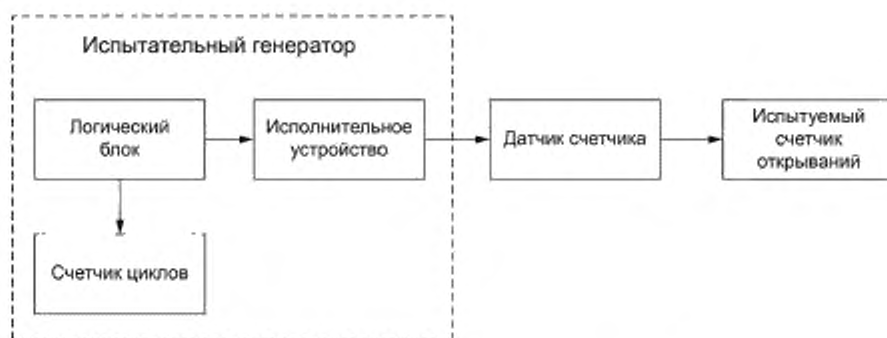 Испытательный генератор
Логический
блок
Исполнительное
устройство
Датчик счетчика
Испытуемый
счетчик
открываний
Счетчик циклов